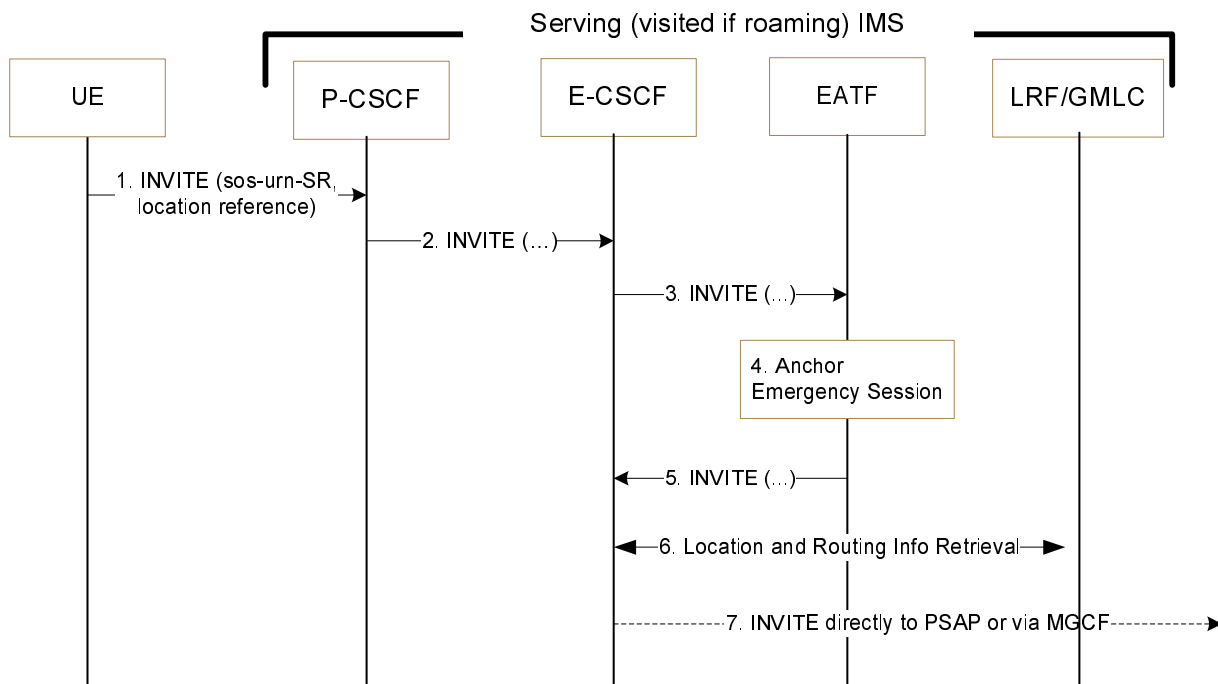 Serving (visited if roaming) IMS
UE
P-CSCF
E-CSCF
EATF
LRF/GMLC
1. INVITE (sos-urn-SR,
location reference)
2. INVITE (...)
3. INVITE (...)
4. Anchor
Emergency Session
5. INVITE (...)
6. Location and Routing Info Retrieval
7. INVITE directly to PSAP or via MGCF